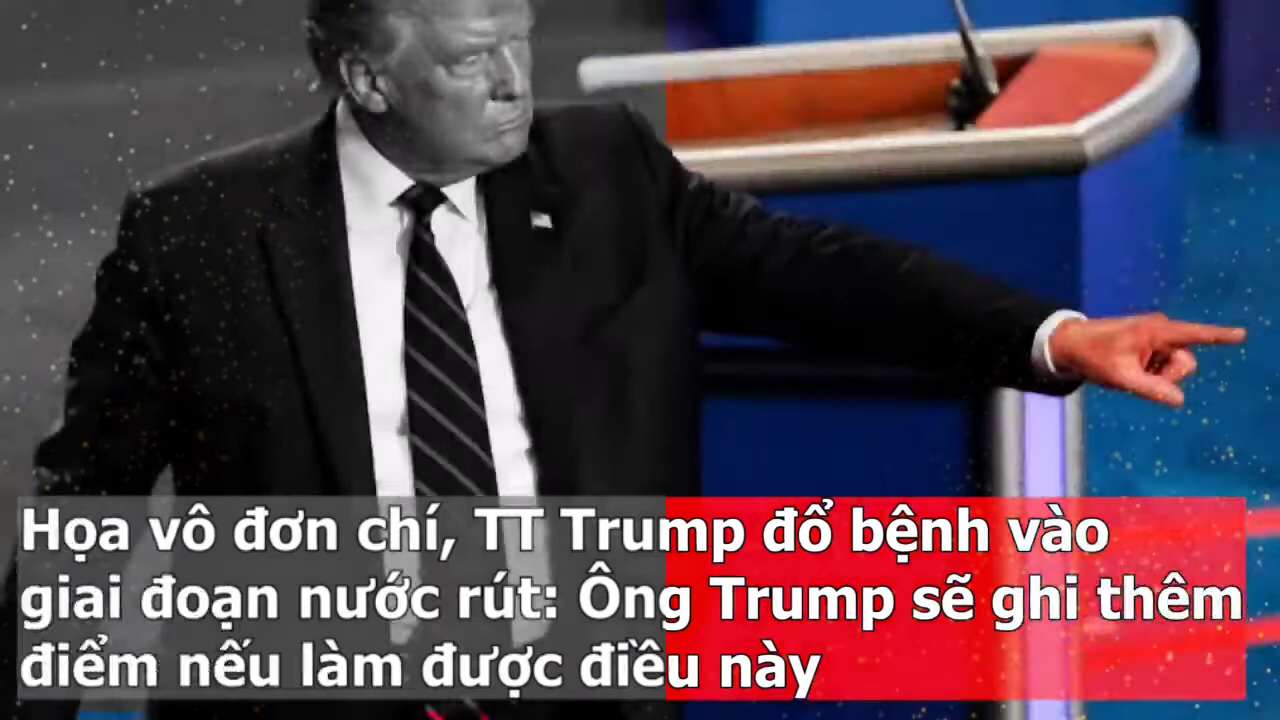 Họa vô đơn chí, TT Trump đổ bệnh vào
giai đoạn nước rút: Ông Trump sẽ ghi thêm
điểm nếu làm được điều này